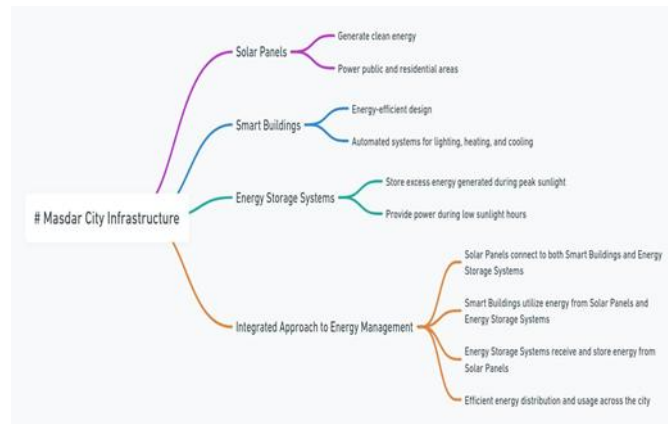 # Masdar City Infrastructure
Solar Panels
Generate clean energy
Power public and residential areas
Smart Buildings
Energy-efficient design
Automated systems for lighting, heating, and cooling
Energy Storage Systems
Store excess energy generated during peak sunlight
Provide power during low sunlight hours
Integrated Approach to Energy Management
Solar Panels connect to both Smart Buildings and Energy
Storage Systems
Smart Buildings utilize energy from Solar Panels and
Energy Storage Systems
Energy Storage Systems receive and store energy from
Solar Panels
Efficient energy distribution and usage across the city